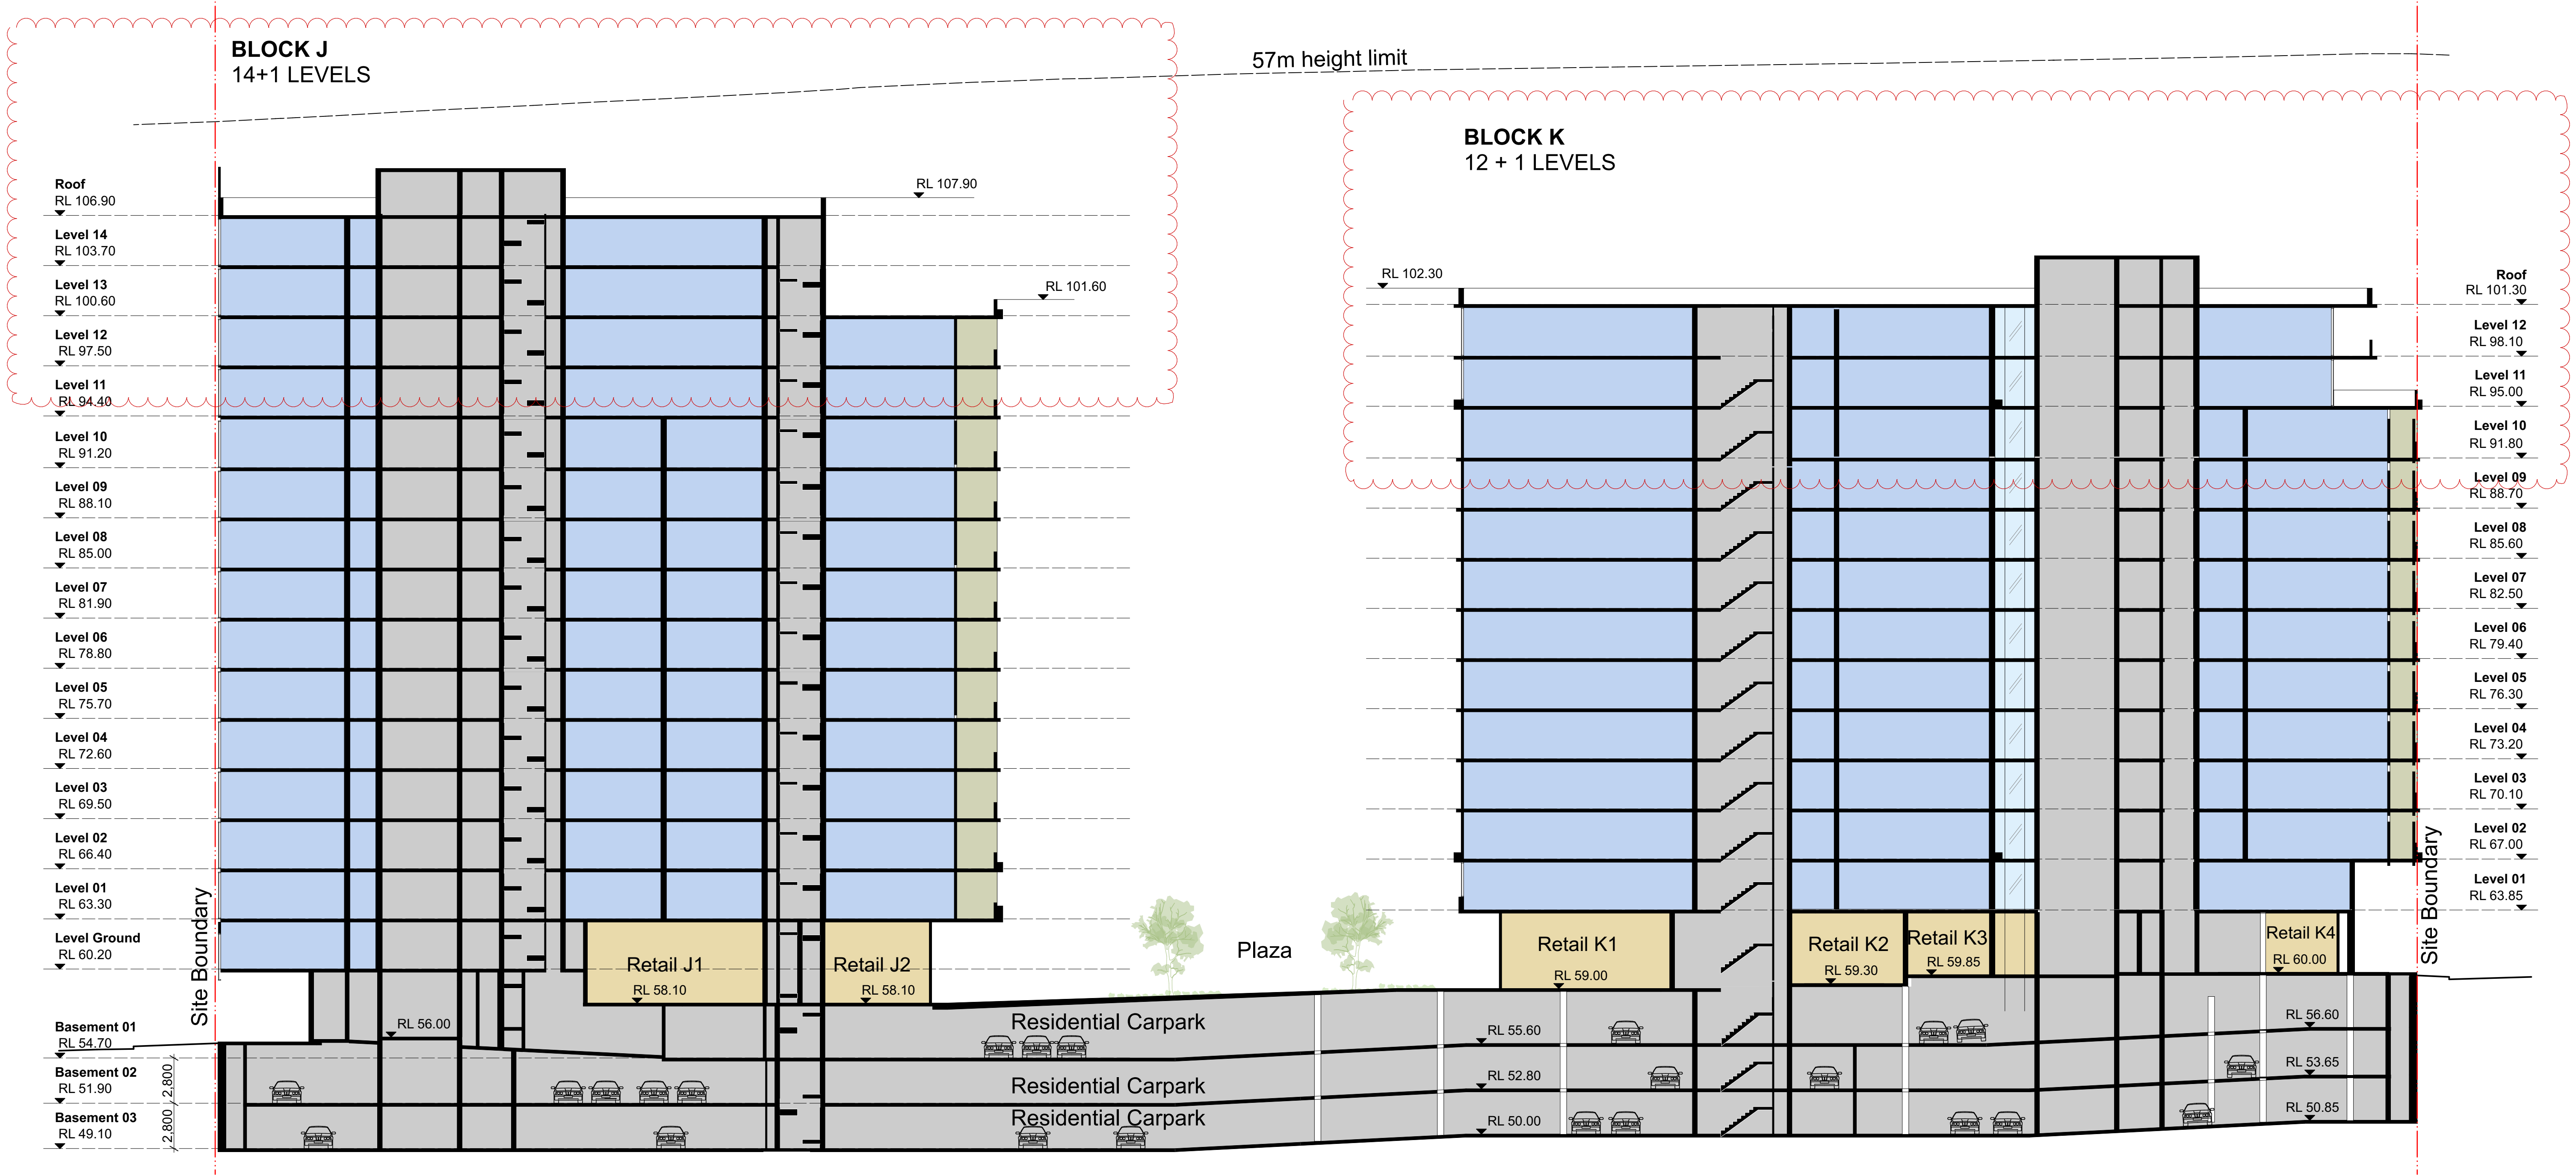 BLOCK J
14+1 LEVELS
57m height limit
BLOCK K
12 + 1 LEVELS
Roof
RL 106.90
Level 14
RL 103.70
Level 13
RL 100.60
Level 12
RL 97.50
Level 11
RL 94.40
Level 10
RL 91.20
Level 09
RL 88.10
Level 08
RL 85.00
Level 07
RL 81.90
Level 06
RL 78.80
Level 05
RL 75.70
Level 04
RL 72.60
Level 03
RL 69.50
Level 02
RL 66.40
Level 01
RL 63.30
Level Ground
RL 60.20
Basement 01
RL 54.70
Basement 02
RL 51.90
Basement 03
RL 49.10
2,800
2,800
Site Boundary
RL 107.90
RL 101.60
Retail J1
RL 58.10
Retail J2
RL 58.10
RL 56.00
Plaza
Residential Carpark
Residential Carpark
Residential Carpark
RL 102.30
Retail K1
RL 59.00
Retail K2
RL 59.30
Retail K3
RL 59.85
Retail K4
RL 60.00
RL 55.60
RL 52.80
RL 50.00
RL 56.60
RL 53.65
RL 50.85
Site Boundary
Roof
RL 101.30
Level 12
RL 98.10
Level 11
RL 95.00
Level 10
RL 91.80
Level 09
RL 88.70
Level 08
RL 85.60
Level 07
RL 82.50
Level 06
RL 79.40
Level 05
RL 76.30
Level 04
RL 73.20
Level 03
RL 70.10
Level 02
RL 67.00
Level 01
RL 63.85